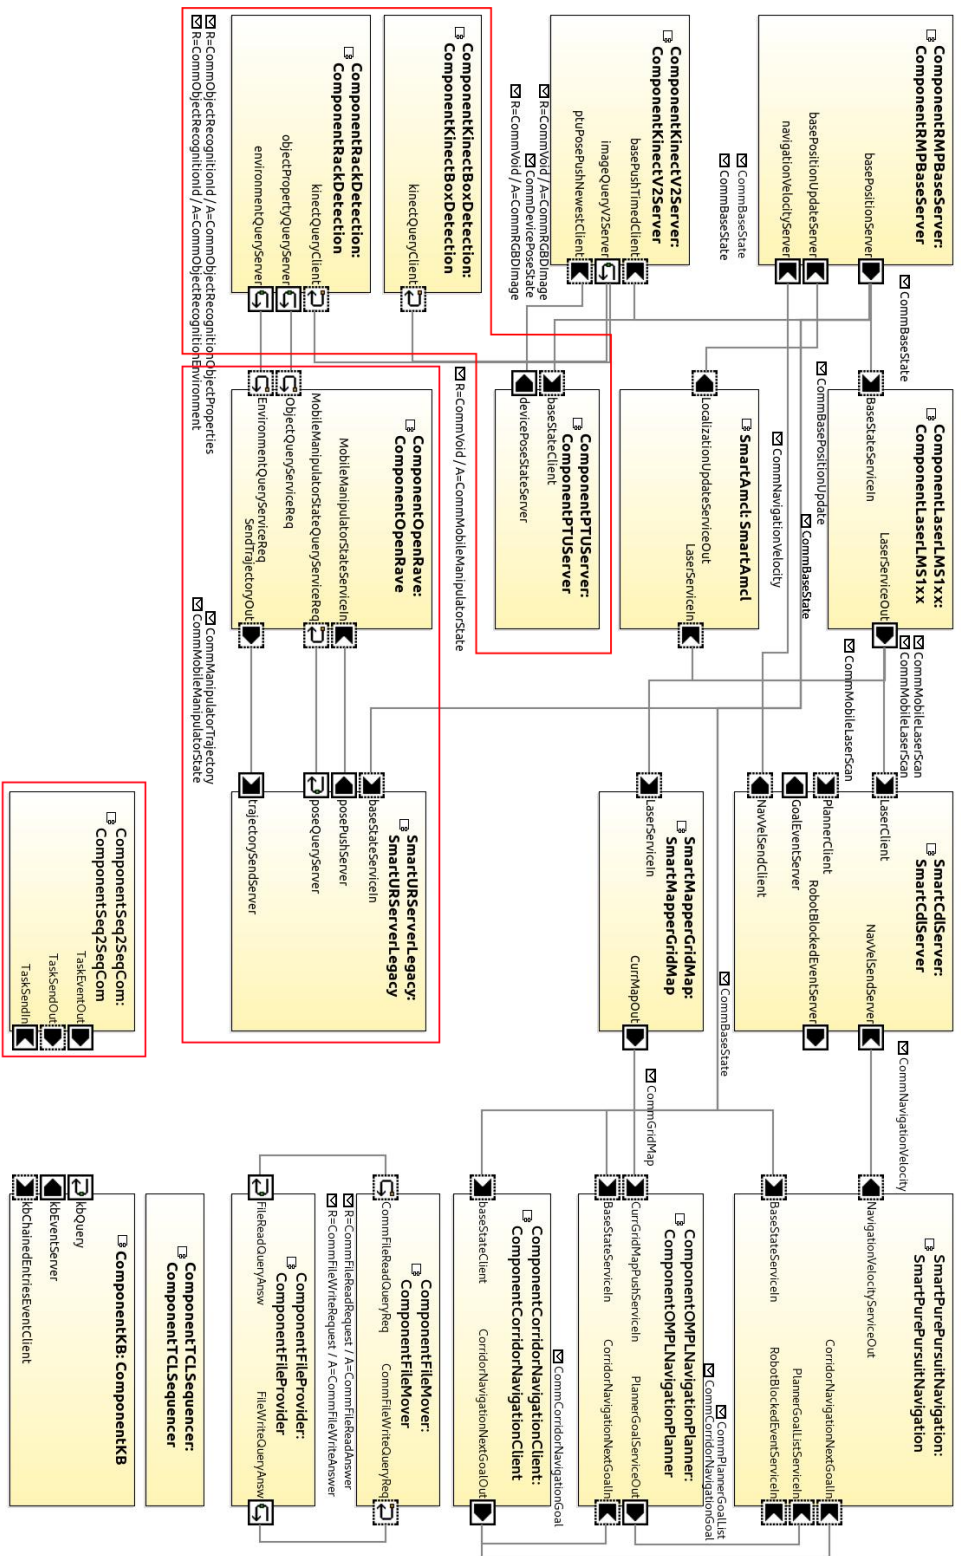 ComponentRMPBaseServer:
ComponentRMPBaseServer
basePositionServer
basePositionUpdateServer
navigationVelocityServer
CommBaseState
CommBaseState
CommBaseState
ComponentLaserLMS1xx:
ComponentLaserLMS1xx
BaseStateServiceIn
LaserServiceOut
CommBasePositionUpdate
CommBaseState
CommNavigationVelocity
CommMobileLaserScan
CommMobileLaserScan
CommMobileLaserScan
SmartCdlServer:
SmartCdlServer
LaserClient
PlannerClient
GoalEventServer
NavVelSendClient
NavVelSendServer
RobotBlockedEventServer
CommNavigationVelocity
CommBaseState
SmartPurePursuitNavigation:
SmartPurePursuitNavigation
NavigationVelocityServiceOut
BaseStateServiceIn
CorridorNavigationNextGoalIn
PlannerGoalListServiceIn
RobotBlockedEventServiceIn
CommPlannerGoalList
CommCorridorNavigationGoal
ComponentKinectV2Server:
ComponentKinectV2Server
basePushTimedClient
imageQueryV2Server
ptuPosePushNewestClient
R=CommVoid / A=CommRGBDImage
CommDevicePoseState
R=CommVoid / A=CommRGBDImage
SmartAmcl: SmartAmcl
LocalizationUpdateServiceOut
LaserServiceIn
SmartMapperGridMap:
SmartMapperGridMap
LaserServiceIn
CurrMapOut
CommGridMap
ComponentOMPLNavigationPlanner:
ComponentOMPLNavigationPlaner
CurrGridMapPushServiceIn
BaseStateServiceIn
PlannerGoalServiceOut
CorridorNavigationNextGoalIn
CommCorridorNavigationGoal
ComponentPTUServer:
ComponentPTUServer
baseStateClient
devicePoseStateServer
ComponentCorridorNavigationClient:
ComponentCorridorNavigationClient
baseStateClient
CorridorNavigationNextGoalOut
ComponentKinectBoxDetection:
ComponentKinectBoxDetection
kinectQueryClient
R=CommVoid / A=CommMobileManipulatorState
ComponentRackDetection:
ComponentRackDetection
kinectQueryClient
objectPropertyQueryServer
environmentQueryServer
R=CommObjectRecognitionId / A=CommObjectRecognitionObjectProperties
R=CommObjectRecognitionId / A=CommObjectRecognitionEnvironment
ComponentOpenRave:
ComponentOpenRave
MobileManipulatorStateServiceIn
MobileManipulatorStateQueryServiceReq
ObjectQueryServiceReq
EnvironmentQueryServiceReq
SendTrajectoryOut
CommManipulatorTrajectory
CommMobileManipulatorState
SmartURServerLegacy:
SmartURServerLegacy
baseStateServiceIn
posePushServer
poseQueryServer
trajectorySendServer
ComponentFileMover:
ComponentFileMover
CommFileReadQueryReq
CommFileWriteQueryReq
R=CommFileReadRequest / A=CommFileReadAnswer
R=CommFileWriteRequest / A=CommFileWriteAnswer
ComponentFileProvider:
ComponentFileProvider
FileReadQueryAnsw
FileWriteQueryAnsw
ComponentTCLSequencer:
ComponentTCLSequencer
ComponentSeq2SeqCom:
ComponentSeq2SeqCom
TaskEventOut
TaskSendOut
TaskSendIn
ComponentKB: ComponentKB
kbQuery
kbEventServer
kbChainedEntriesEventClient